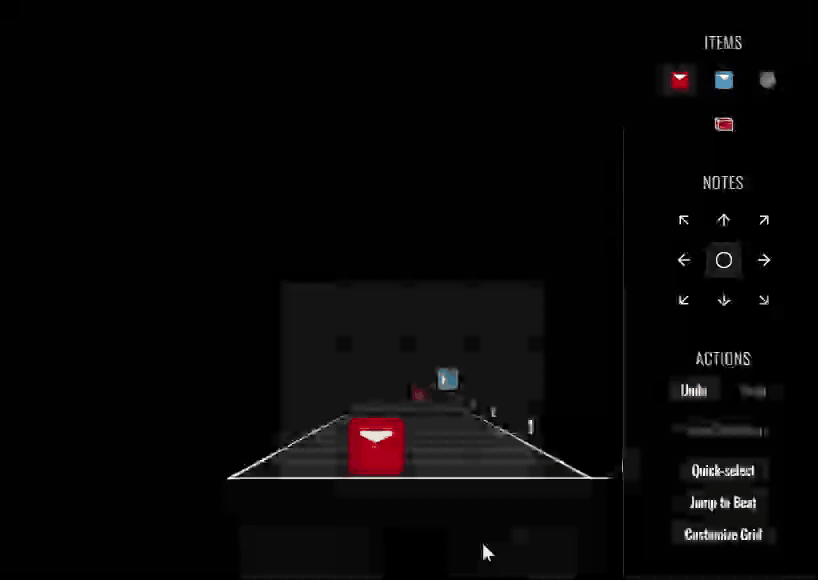 ITEMS
NOTES
ACTIONS
Undo
Quick-select
Jump to Beat
Customize Grid